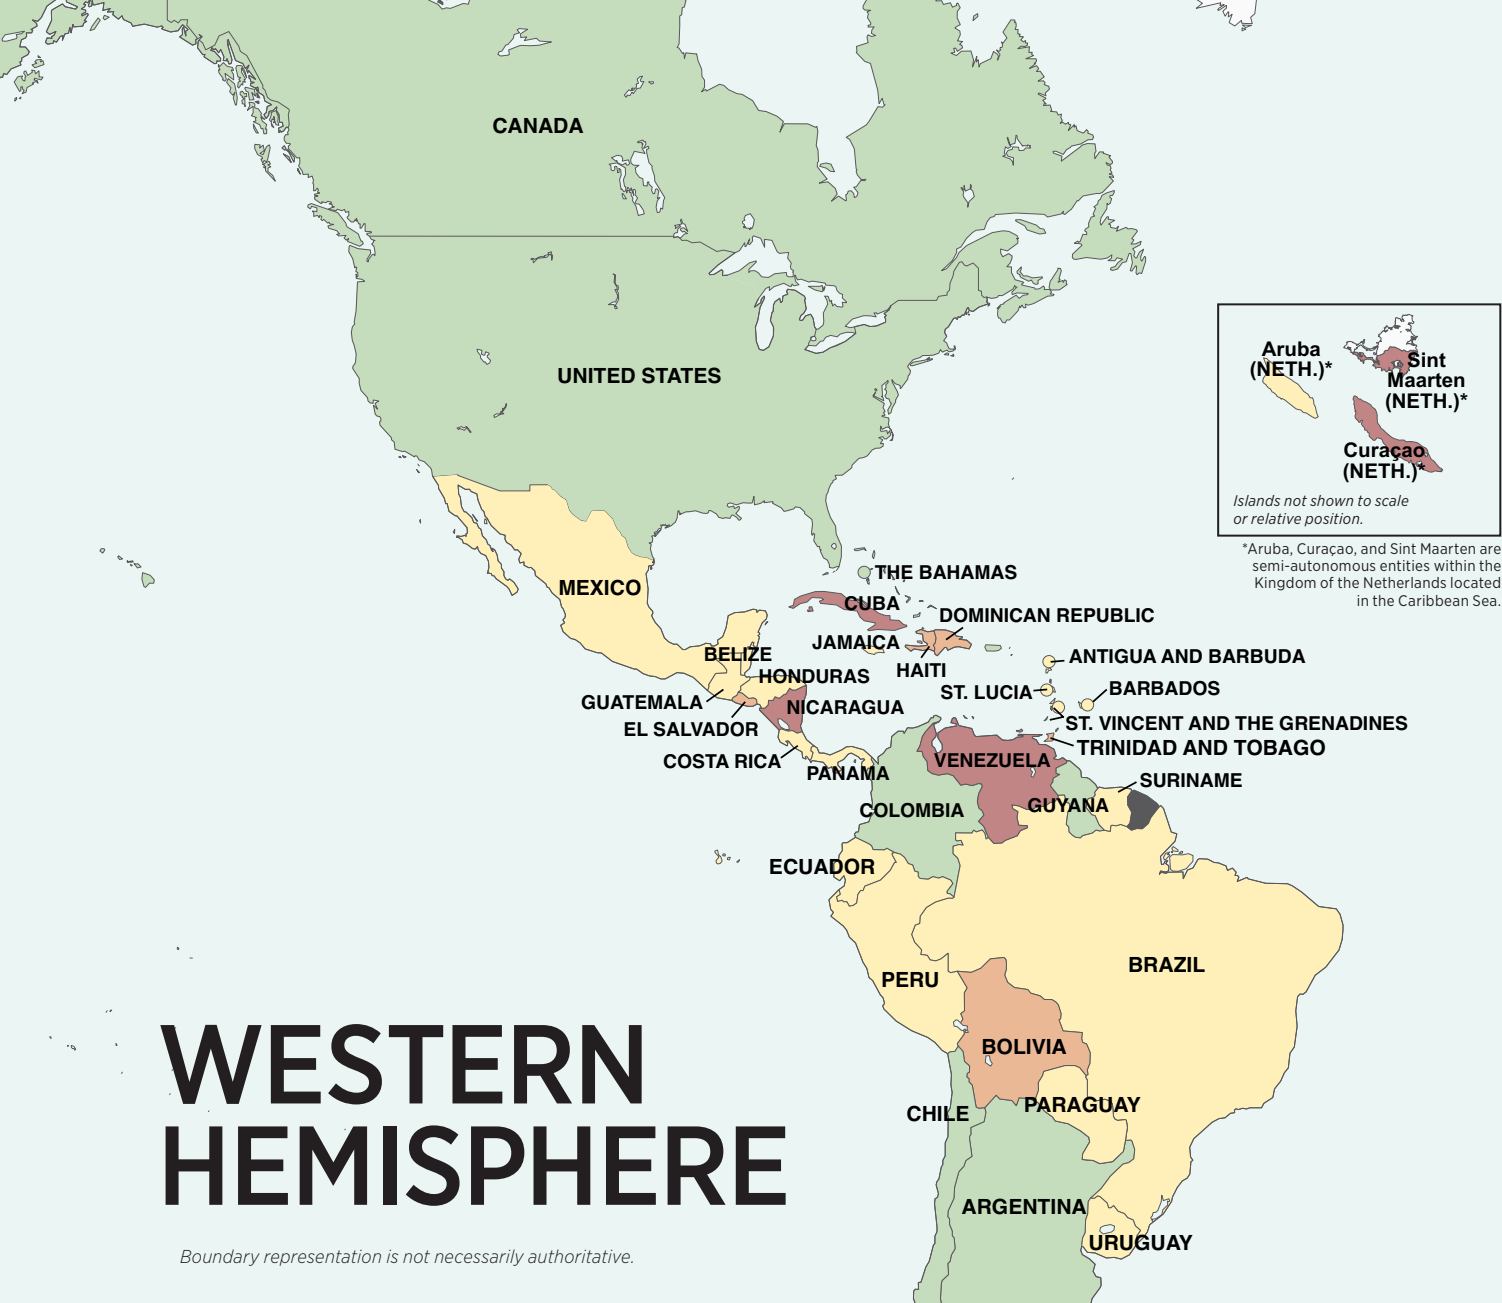 CANADA
UNITED STATES
Aruba
(NETH.)*
Sint
Maarten
(NETH.)*
Curaçao
(NETH.)*
Islands not shown to scale
or relative position.
*Aruba, Curaçao, and Sint Maarten are
semi-autonomous entities within the
Kingdom of the Netherlands located
in the Caribbean Sea.
MEXICO
THE BAHAMAS
CUBA
DOMINICAN REPUBLIC
JAMAICA
HAITI
BELIZE
HONDURAS
ANTIGUA AND BARBUDA
GUATEMALA
ST. LUCIA
BARBADOS
NICARAGUA
EL SALVADOR
ST. VINCENT AND THE GRENADINES
COSTA RICA
TRINIDAD AND TOBAGO
PANAMA
VENEZUELA
SURINAME
COLOMBIA
GUYANA
ECUADOR
BRAZIL
PERU
BOLIVIA
CHILE
PARAGUAY
ARGENTINA
URUGUAY
WESTERN
HEMISPHERE
Boundary representation is not necessarily authoritative.